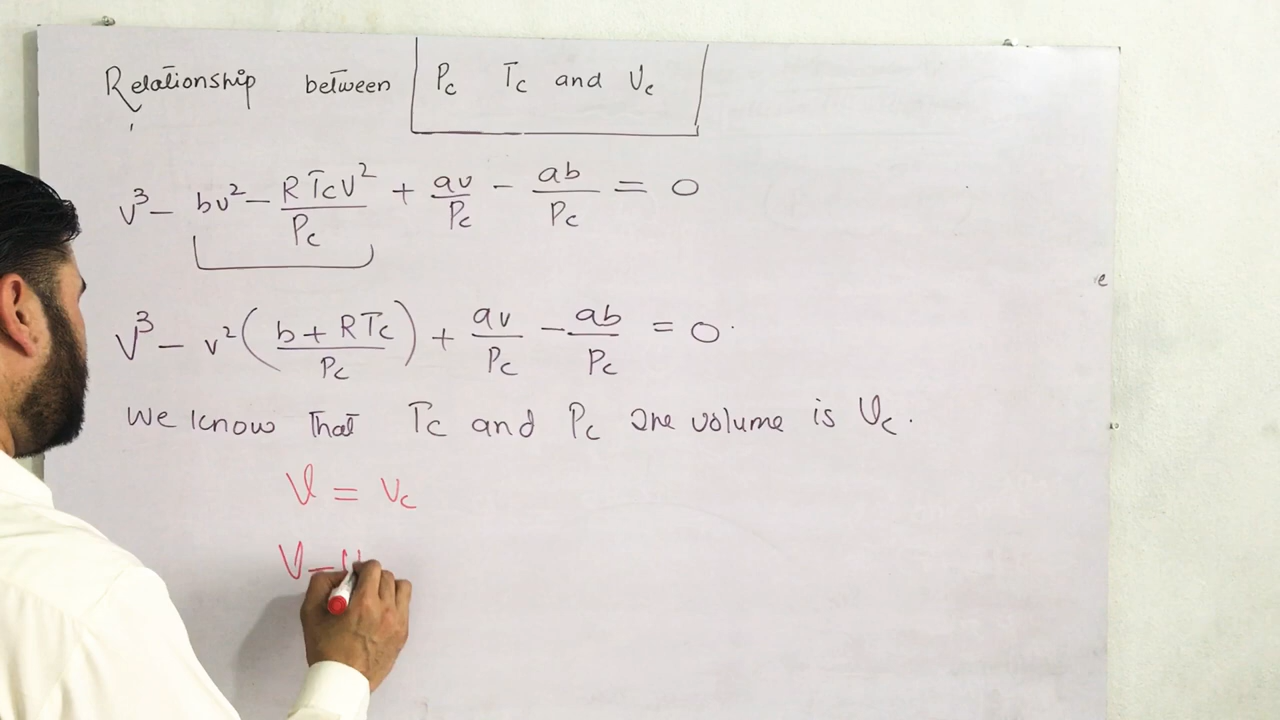 Relationship between Pc Tc and Vc
v³ - bv² - RTcv²/Pc + av/Pc - ab/Pc = 0
V³ - v²(b + RTc/Pc) + av/Pc - ab/Pc = 0
We know that Tc and Pc the volume is Vc.
V = Vc
V -